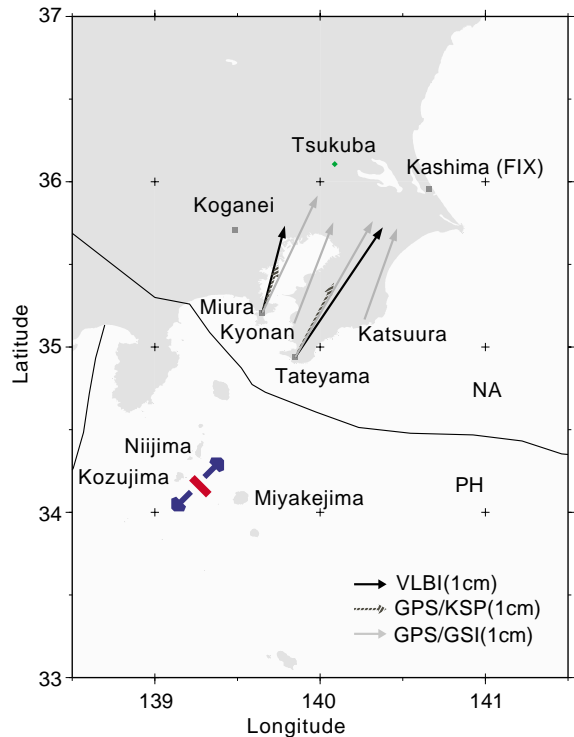 37
Tsukuba
Kashima (FIX)
36
Koganei
Miura
Kyonan
Katsuura
35
Tateyama
Latitude
NA
Niijima
Kozujima
PH
Miyakejima
34
VLBI(1cm)
GPS/KSP(1cm)
GPS/GSI(1cm)
33
139
140
141
Longitude